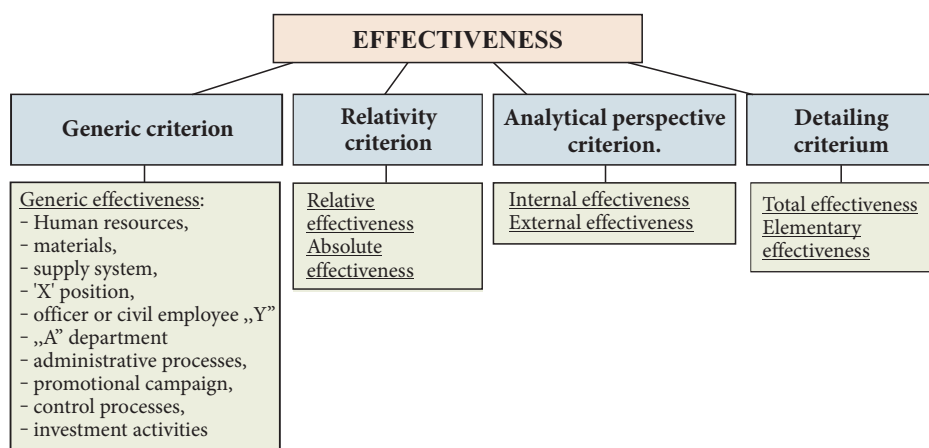 EFFECTIVENESS
Generic criterion
Relativity
criterion
Analytical perspective
criterion.
Detailing
criterium
Generic effectiveness:
- Human resources,
- materials,
- supply system,
- 'X' position,
- officer or civil employee ,,Y”
- ,,A” department
- administrative processes,
- promotional campaign,
- control processes,
- investment activities
Relative
effectiveness
Absolute
effectiveness
Internal effectiveness
External effectiveness
Total effectiveness
Elementary
effectiveness